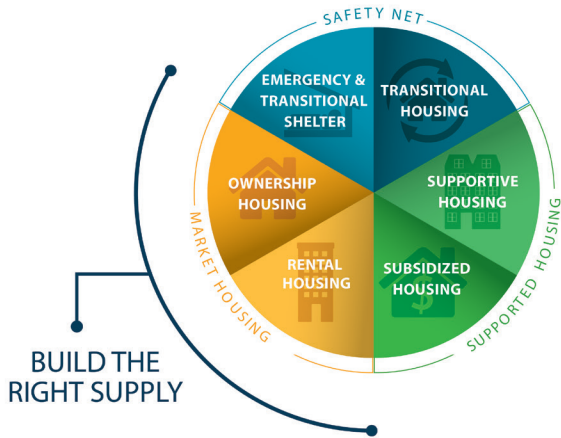 SAFETY NET
EMERGENCY &
TRANSITIONAL
SHELTER
TRANSITIONAL
HOUSING
OWNERSHIP
HOUSING
SUPPORTIVE
HOUSING
RENTAL
HOUSING
SUBSIDIZED
HOUSING
$
MARKET HOUSING
SUPPORTED HOUSING
BUILD THE
RIGHT SUPPLY